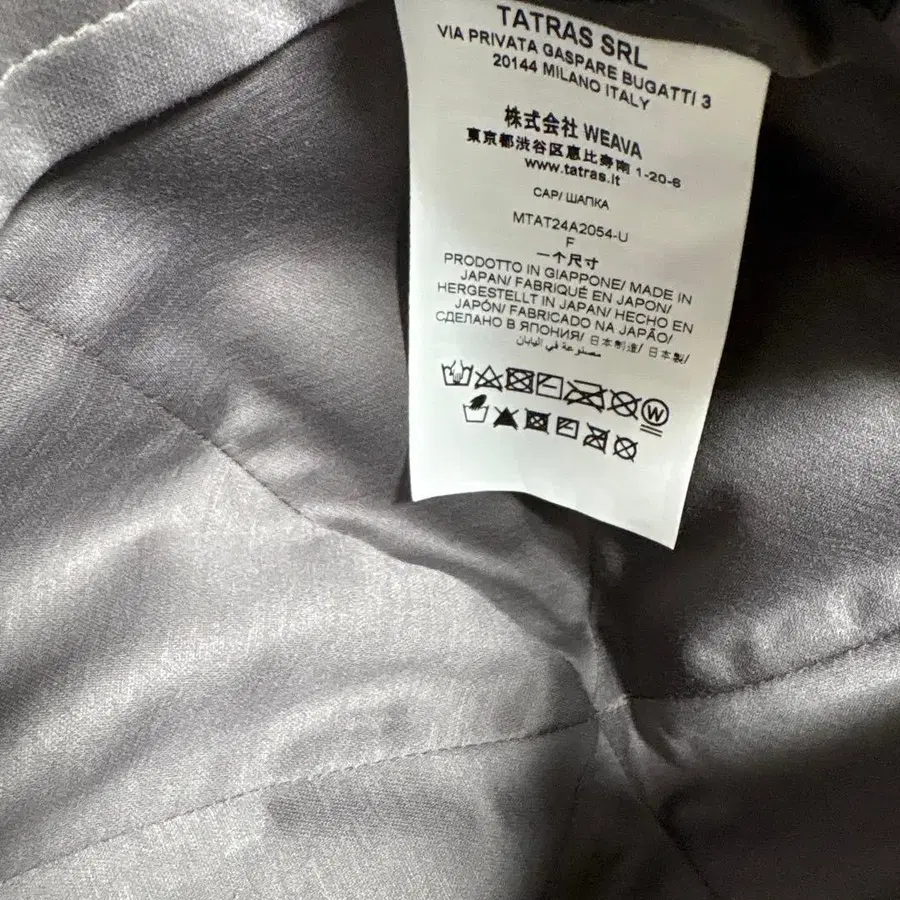 TATRAS SRL
VIA PRIVATA GASPARE BUGATTI 3
20144 MILANO ITALY
株式会社 WEAVA
東京都渋谷区恵比寿南 1-20-6
www.tatras.it
CAP/ ШАПКА
MTAT24A2054-U
F
一个尺寸
PRODOTTO IN GIAPPONE/ MADE IN
JAPAN/ FABRIQUÉ EN JAPON/
HERGESTELLT IN JAPAN/ HECHO EN
JAPÓN/ FABRICADO NA JAPÃO/
СДЕЛАНО В ЯПОНИЯ/ 日本制造/ 日本製/
مصنوعة في اليابان
W